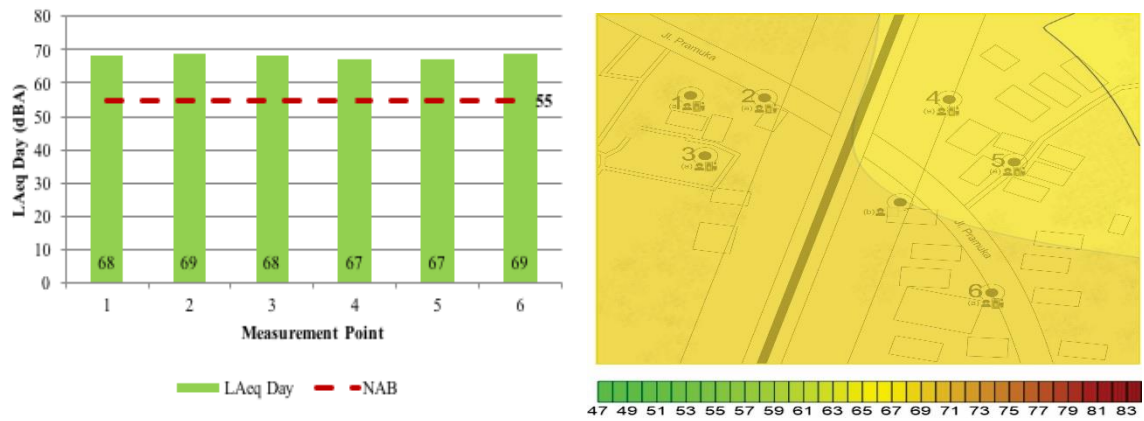 80
70
60
50
40
30
20
10
0
LAeq Day (dBA)
55
68 69 68 67 67 69
1 2 3 4 5 6
Measurement Point
LAeq Day NAB
Jl. Pramuka
1
(a)
2
(a)
3
(a)
4
(a)
5
(a)
(b)
Jl. Pramuka
6
47 49 51 53 55 57 59 61 63 65 67 69 71 73 75 77 79 81 83